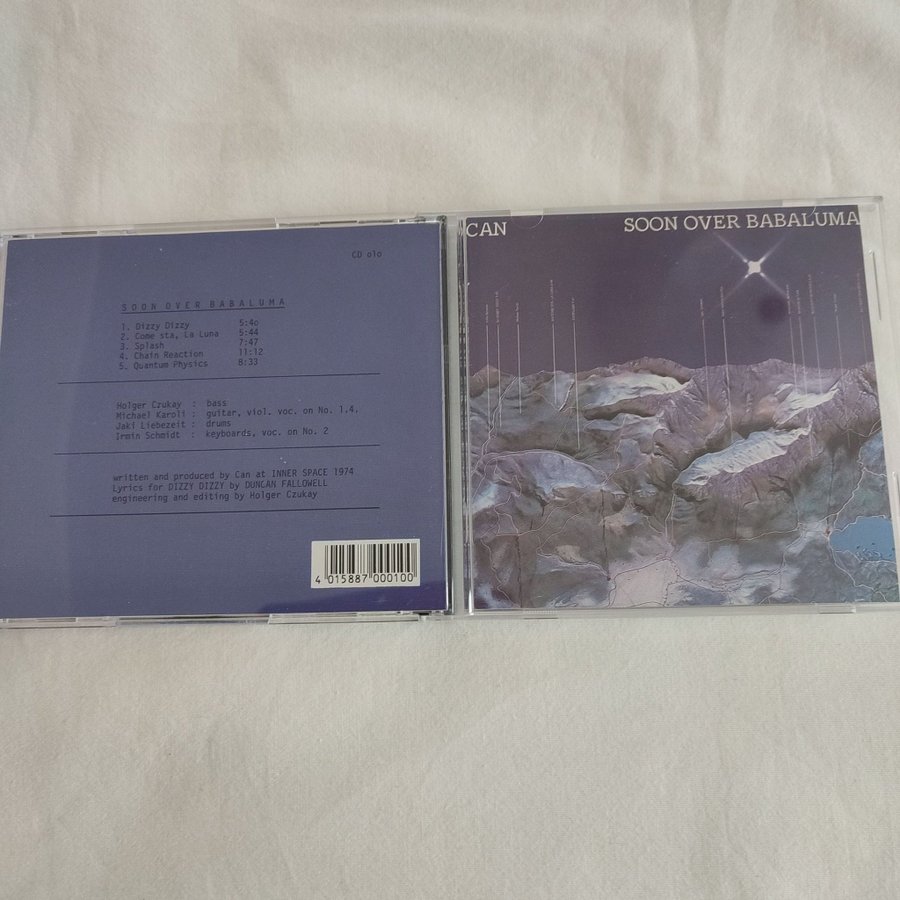 CD 010
SOON OVER BABALUMA
1. Dizzy Dizzy 5:40
2. Come sta, La Luna 5:44
3. Splash 7:47
4. Chain Reaction 11:12
5. Quantum Physics 8:33
Holger Czukay : bass
Michael Karoli : guitar, viol. voc. on No. 1.4.
Jaki Liebezeit : drums
Irmin Schmidt : keyboards, voc. on No. 2
written and produced by Can at INNER SPACE 1974
Lyrics for DIZZY DIZZY by DUNCAN FALLOWELL
engineering and editing by Holger Czukay
4 015887 000100
CAN SOON OVER BABALUMA